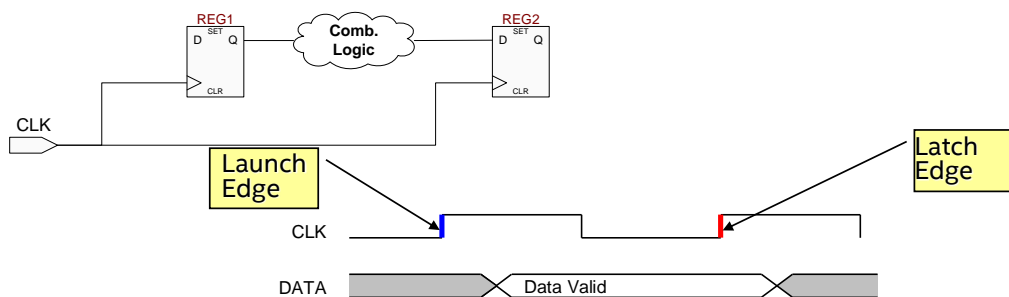 REG1
REG2
SET
D Q
CLR
Comb.
Logic
SET
D Q
CLR
CLK
Launch
Edge
Latch
Edge
CLK
DATA
Data Valid